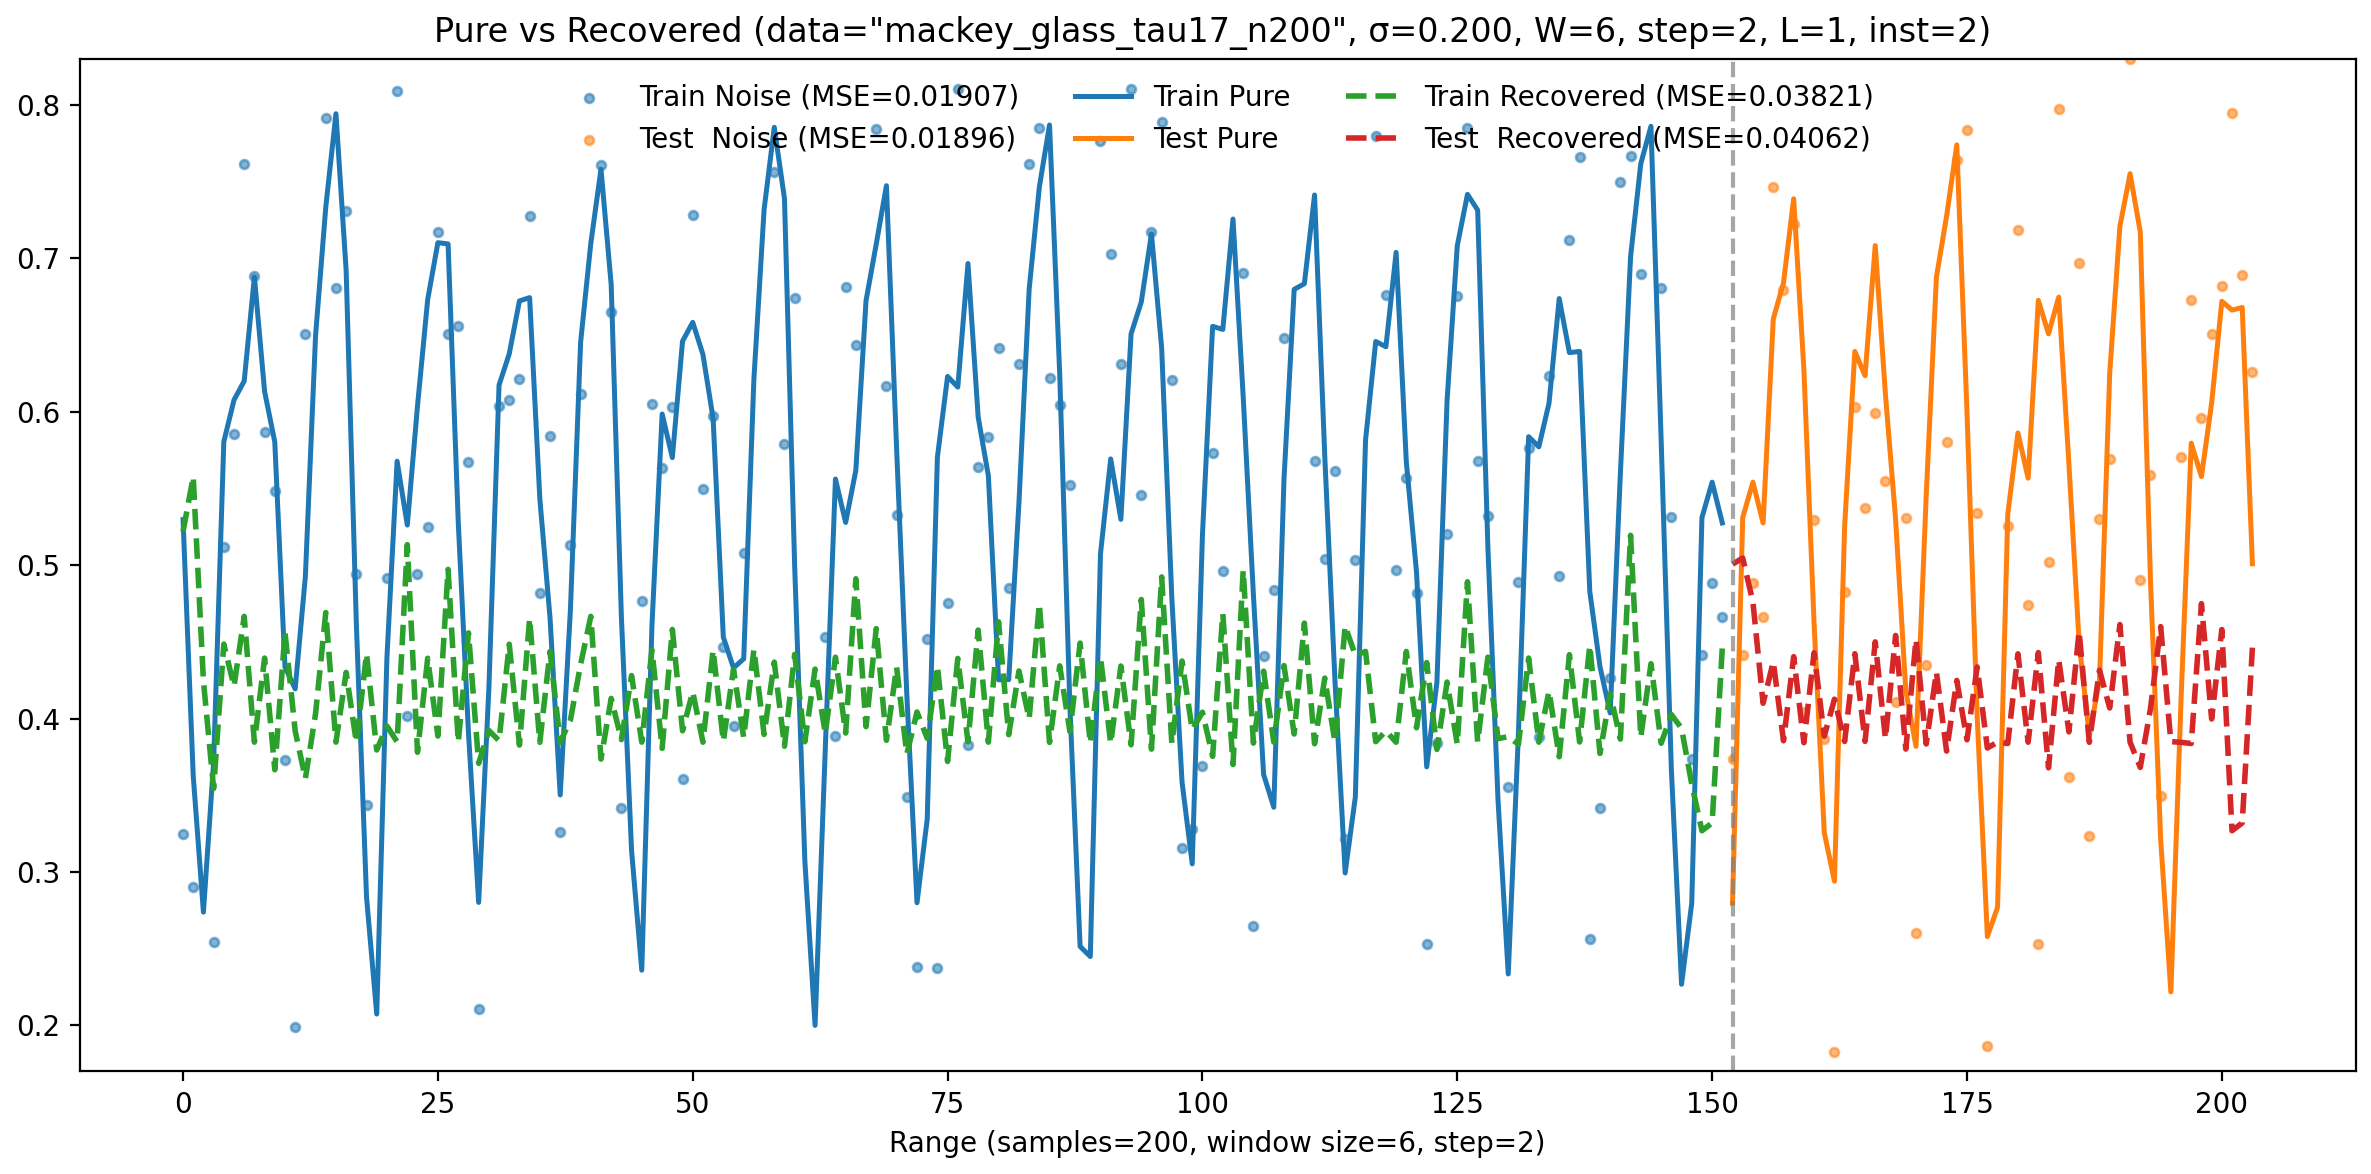 Pure vs Recovered (data="mackey_glass_tau17_n200", σ=0.200, W=6, step=2, L=1, inst=2)
Train Noise (MSE=0.01907) Train Pure Train Recovered (MSE=0.03821)
Test  Noise (MSE=0.01896) Test Pure Test  Recovered (MSE=0.04062)
0.8
0.7
0.6
0.5
0.4
0.3
0.2
0 25 50 75 100 125 150 175 200
Range (samples=200, window size=6, step=2)